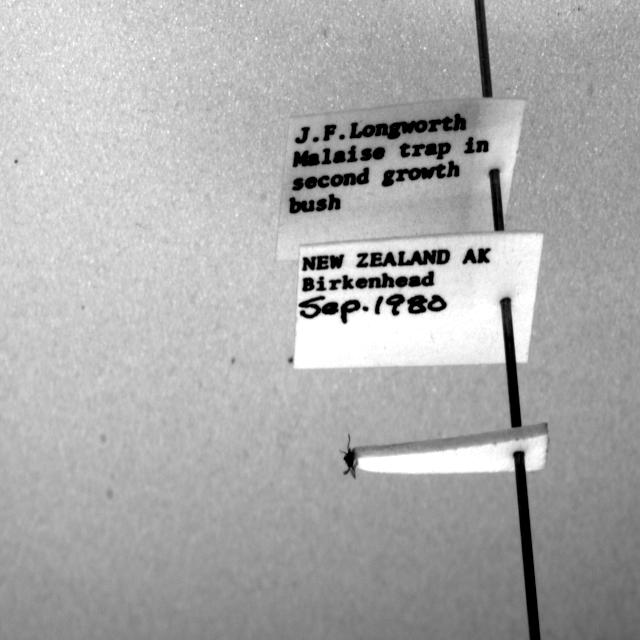 J.F.Longworth
Malaise trap in
second growth
bush
NEW ZEALAND AK
Birkenhead
Sep.1980